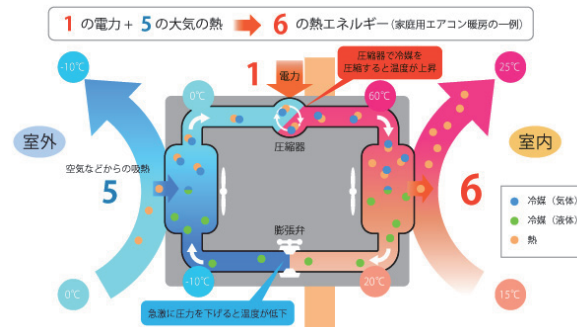 1 の電力 + 5 の大気の熱 6 の熱エネルギー(家庭用エアコン暖房の一例)
圧縮器で冷媒を
圧縮すると温度が上昇
-10℃
0℃
1
電力
60℃
25℃
室外
圧縮器
室内
空気などからの吸熱
5
6
冷媒(気体)
冷媒(液体)
熱
膨張弁
0℃
-10℃
20℃
15℃
急激に圧力を下げると温度が低下